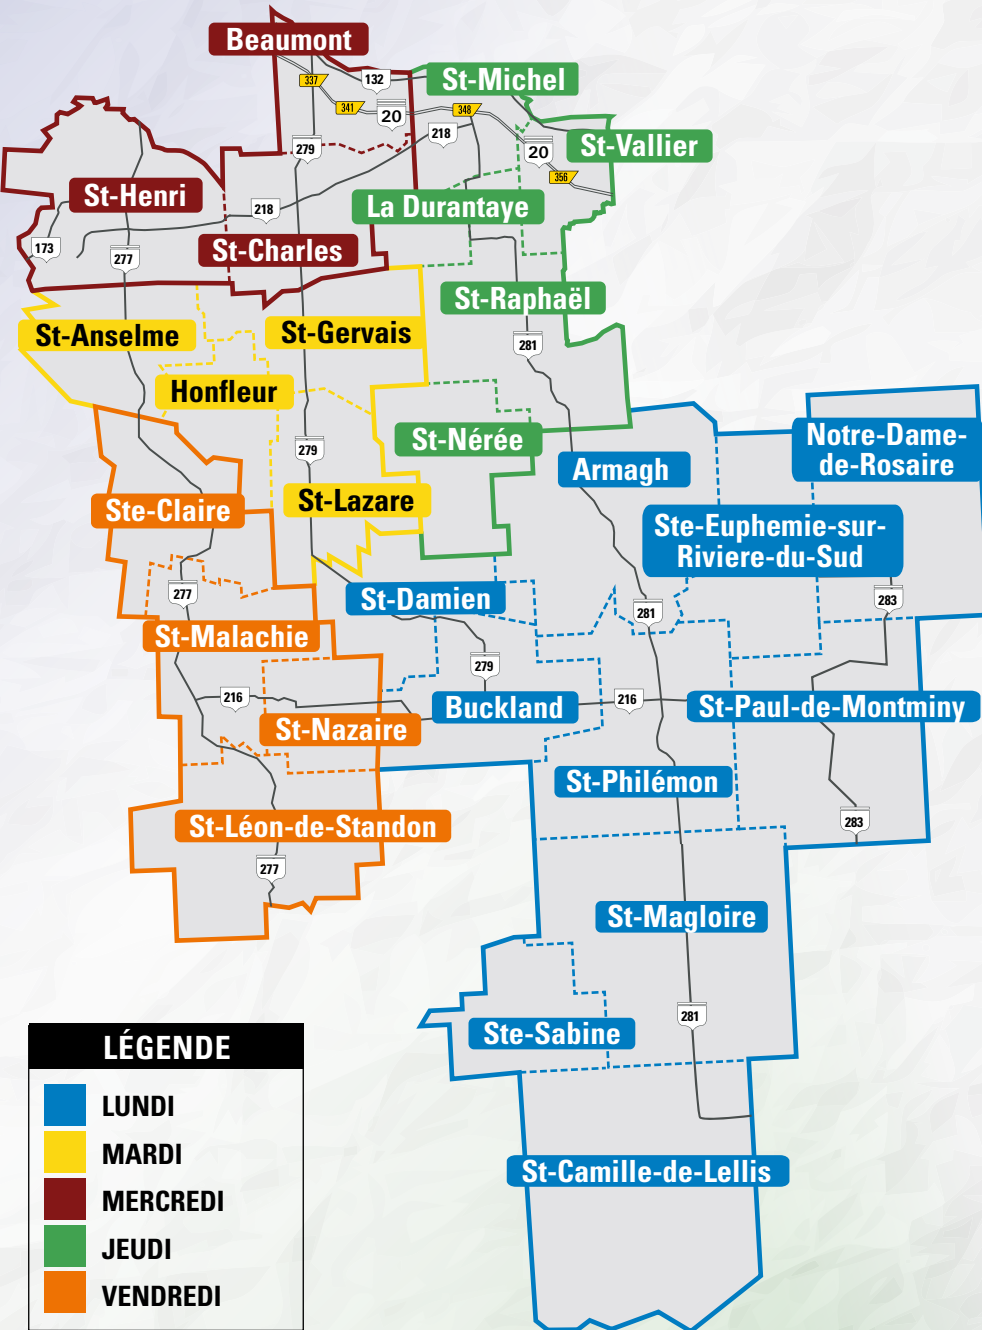 Beaumont
337
132
St-Michel
341
20
348
218
279
20
St-Vallier
356
St-Henri
218
La Durantaye
173
277
St-Charles
St-Raphaël
St-Anselme
St-Gervais
281
Honfleur
279
St-Nérée
Armagh
Notre-Dame-
de-Rosaire
St-Lazare
Ste-Claire
Ste-Euphemie-sur-
Riviere-du-Sud
277
St-Damien
281
283
St-Malachie
279
216
Buckland
216
St-Paul-de-Montminy
St-Nazaire
St-Philémon
St-Léon-de-Standon
283
277
St-Magloire
281
Ste-Sabine
St-Camille-de-Lellis
LÉGENDE
LUNDI
MARDI
MERCREDI
JEUDI
VENDREDI